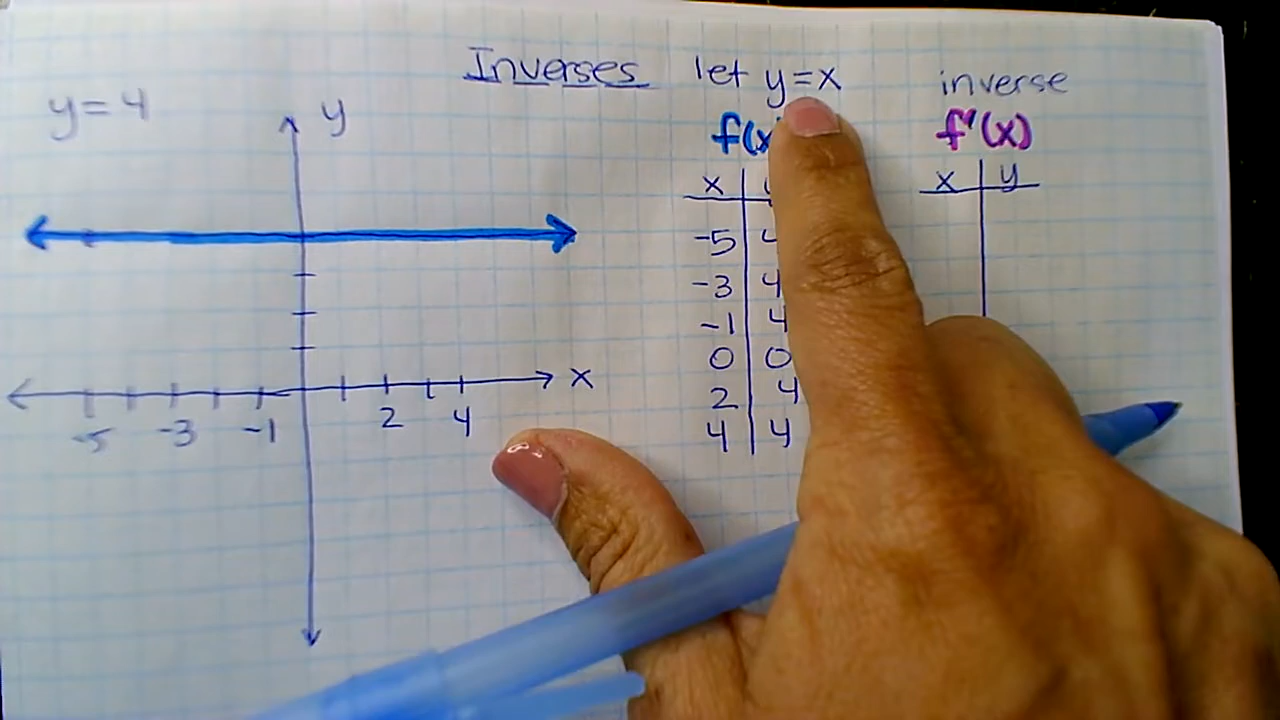 Inverses
let y=x
inverse
y=4
y
f(x
f⁻¹(x)
x
x y
-5 4
-3 4
-1 4
0 0
2 4
4 4
x
-5 -3 -1 2 4